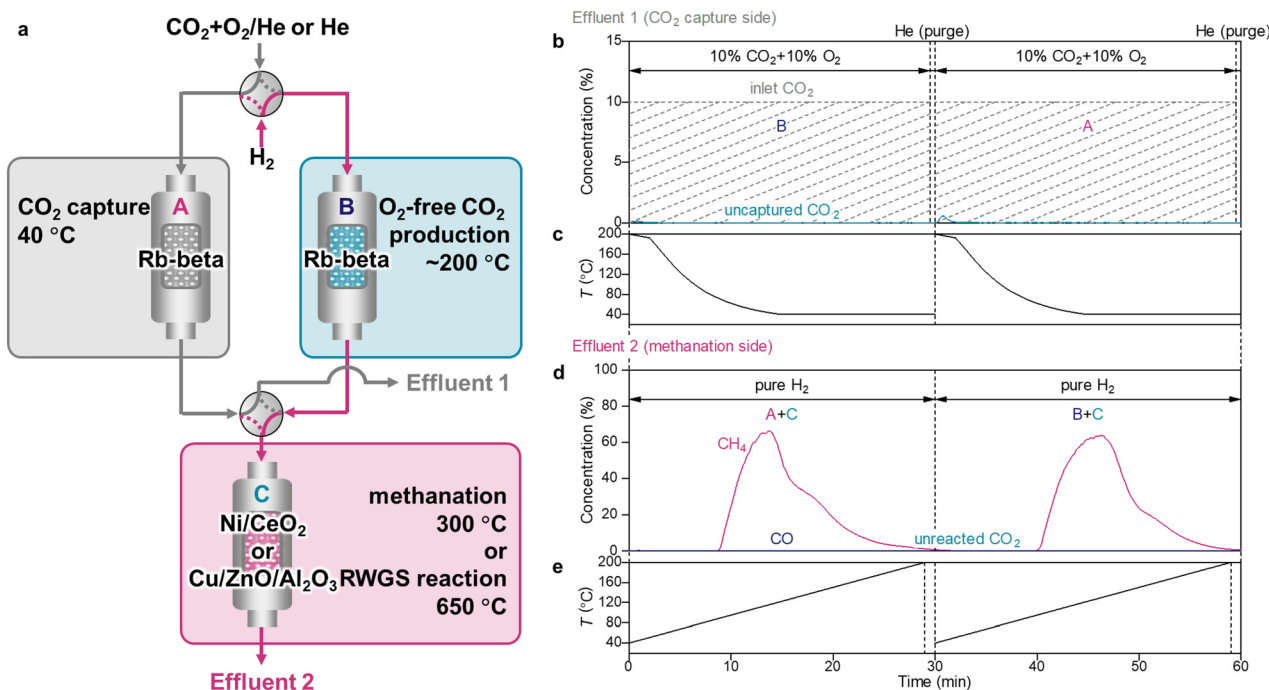 a
CO₂+O₂/He or He
H₂
CO₂ capture
40 °C
A
Rb-beta
B
O₂-free CO₂
production
~200 °C
Rb-beta
Effluent 1
C
Ni/CeO₂
or
Cu/ZnO/Al₂O₃
methanation
300 °C
or
RWGS reaction
650 °C
Effluent 2
Effluent 1 (CO₂ capture side)
b
He (purge)
He (purge)
10% CO₂+10% O₂
10% CO₂+10% O₂
inlet CO₂
B
A
uncaptured CO₂
Concentration (%)
15
10
5
0
c
T (°C)
200
160
120
80
40
Effluent 2 (methanation side)
d
pure H₂
pure H₂
A+C
B+C
CH₄
CO
unreacted CO₂
Concentration (%)
100
80
60
40
20
0
e
T (°C)
200
160
120
80
40
0
10
20
30
40
50
60
Time (min)